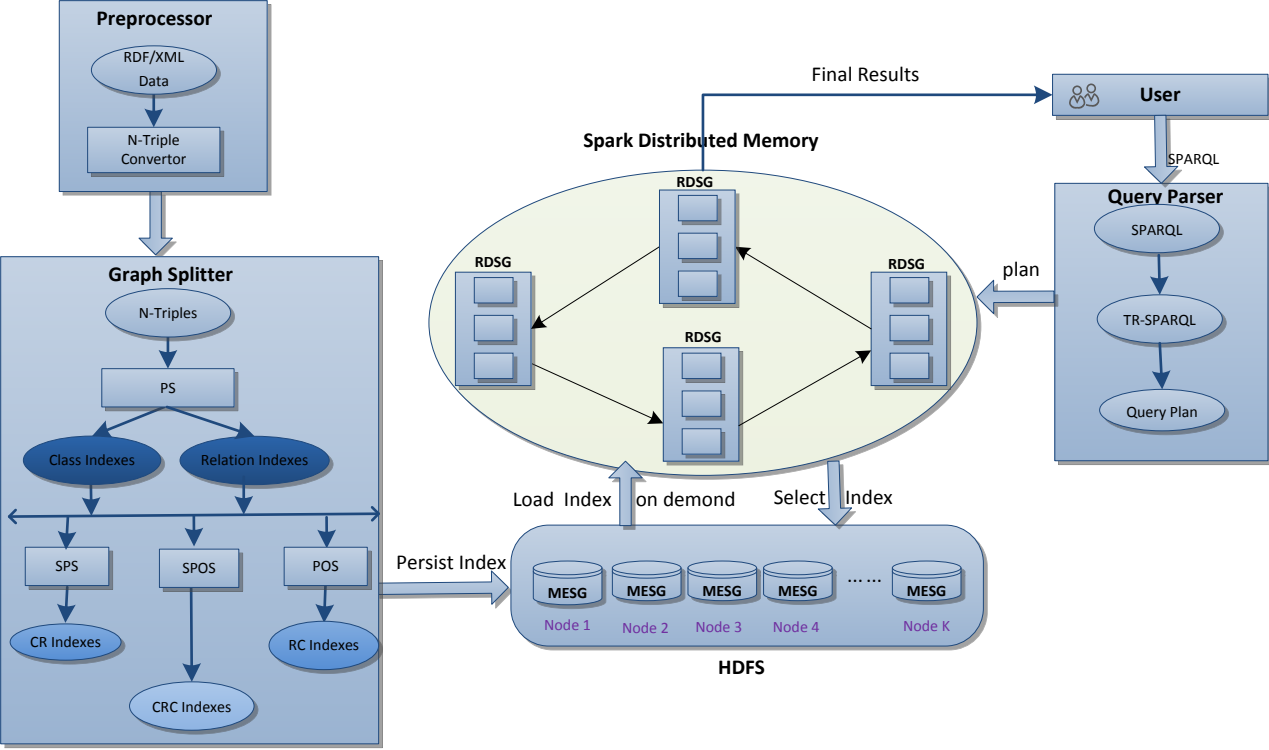 Preprocessor
RDF/XML
Data
N-Triple
Convertor
Graph Splitter
N-Triples
PS
Class Indexes
Relation Indexes
SPS
SPOS
POS
CR Indexes
RC Indexes
CRC Indexes
Persist Index
Final Results
Spark Distributed Memory
RDSG
RDSG
RDSG
RDSG
Load Index on demond
Select Index
MESG
MESG
MESG
MESG
... ...
MESG
Node 1
Node 2
Node 3
Node 4
Node K
HDFS
User
SPARQL
Query Parser
SPARQL
TR-SPARQL
Query Plan
plan